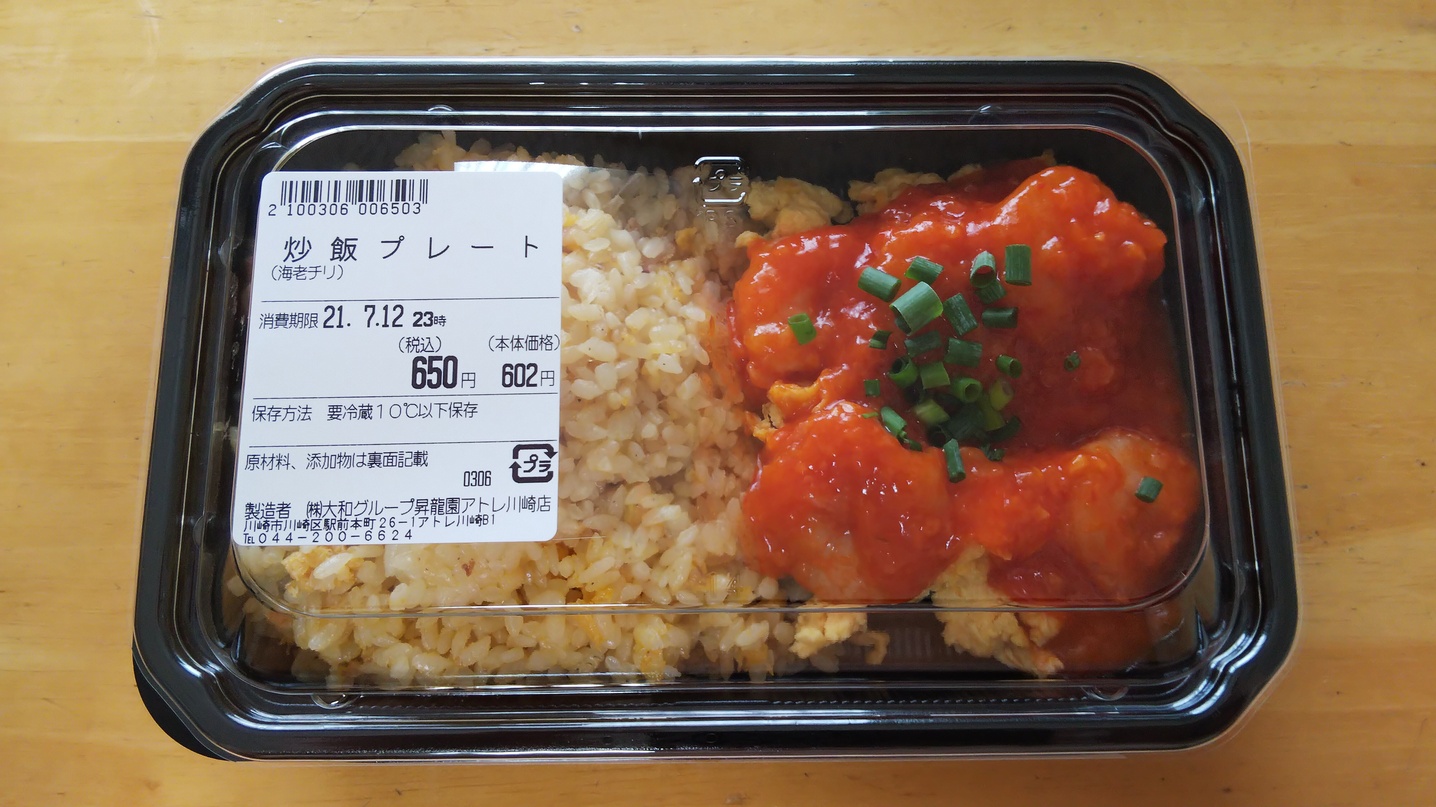 2 100306 006503
炒飯プレート
(海老チリ)
消費期限 21. 7.12 23時
(税込) (本体価格)
650円 602円
保存方法 要冷蔵10℃以下保存
原材料、添加物は裏面記載
プラ
0306
製造者 ㈱大和グループ昇龍園アトレ川崎店
川崎市川崎区駅前本町26-1アトレ川崎B1
℡044-200-6624
プラ